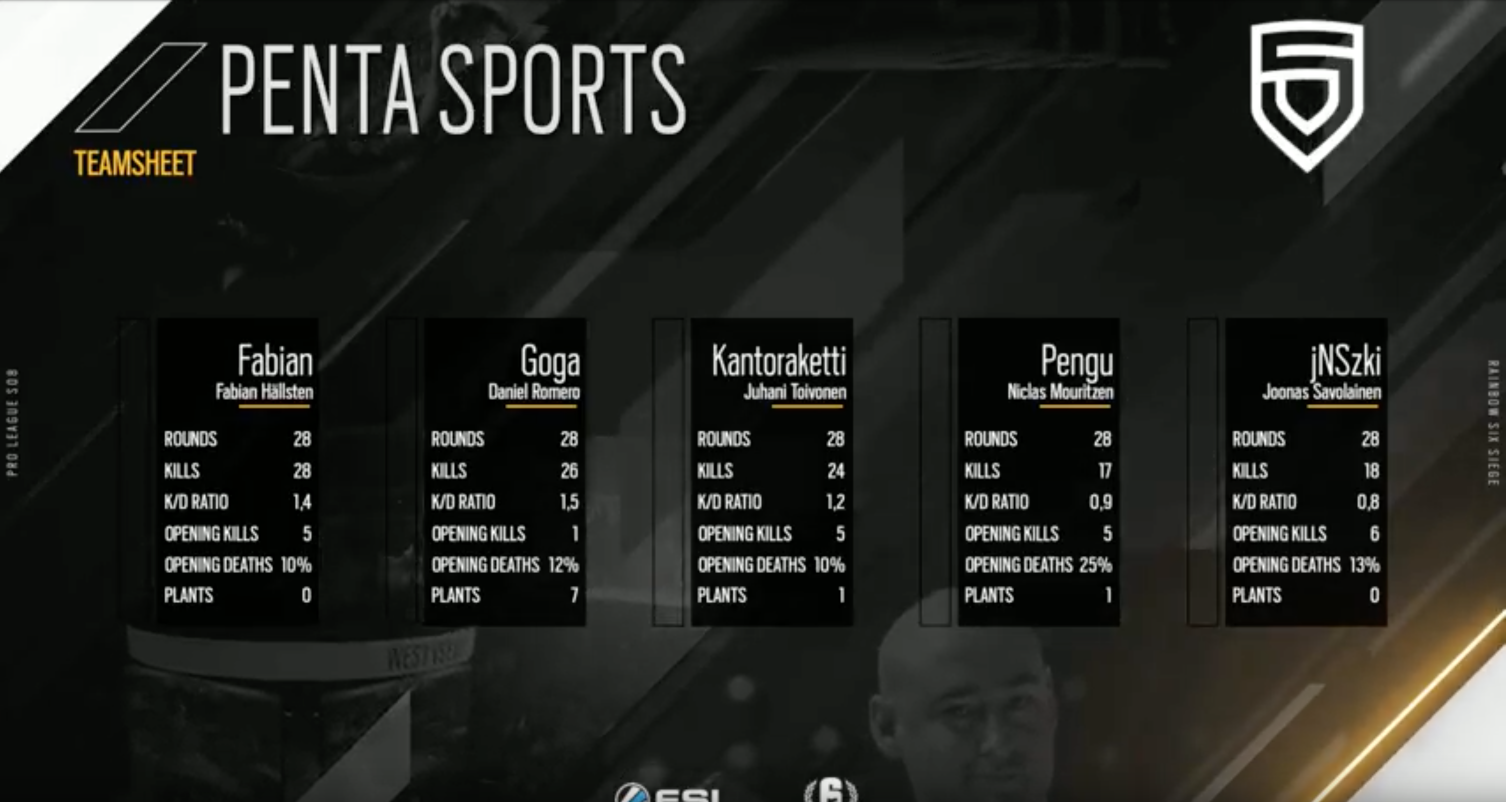 PENTA SPORTS
TEAMSHEET
PRO LEAGUE S08
Fabian
Fabian Hällsten
ROUNDS 28
KILLS 28
K/D RATIO 1,4
OPENING KILLS 5
OPENING DEATHS 10%
PLANTS 0
Goga
Daniel Romero
ROUNDS 28
KILLS 26
K/D RATIO 1,5
OPENING KILLS 1
OPENING DEATHS 12%
PLANTS 7
Kantoraketti
Juhani Toivonen
ROUNDS 28
KILLS 24
K/D RATIO 1,2
OPENING KILLS 5
OPENING DEATHS 10%
PLANTS 1
Pengu
Niclas Mouritzen
ROUNDS 28
KILLS 17
K/D RATIO 0,9
OPENING KILLS 5
OPENING DEATHS 25%
PLANTS 1
jNSzki
Joonas Savolainen
ROUNDS 28
KILLS 18
K/D RATIO 0,8
OPENING KILLS 6
OPENING DEATHS 13%
PLANTS 0
RAINBOW SIX SIEGE
ESL
6